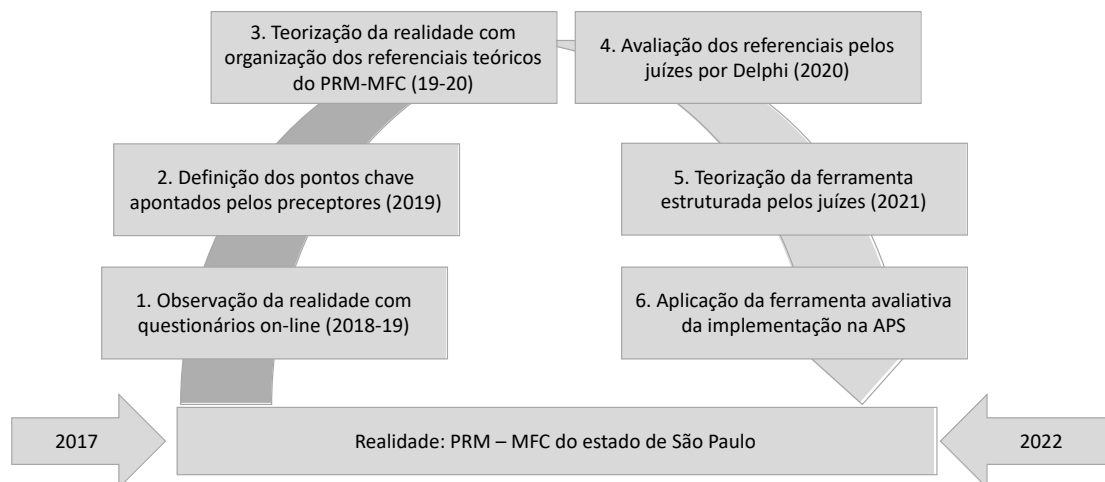 3. Teorização da realidade com
organização dos referenciais teóricos
do PRM-MFC (19-20)
4. Avaliação dos referenciais pelos
juízes por Delphi (2020)
2. Definição dos pontos chave
apontados pelos preceptores (2019)
5. Teorização da ferramenta
estruturada pelos juízes (2021)
1. Observação da realidade com
questionários on-line (2018-19)
6. Aplicação da ferramenta avaliativa
da implementação na APS
2017
Realidade: PRM – MFC do estado de São Paulo
2022